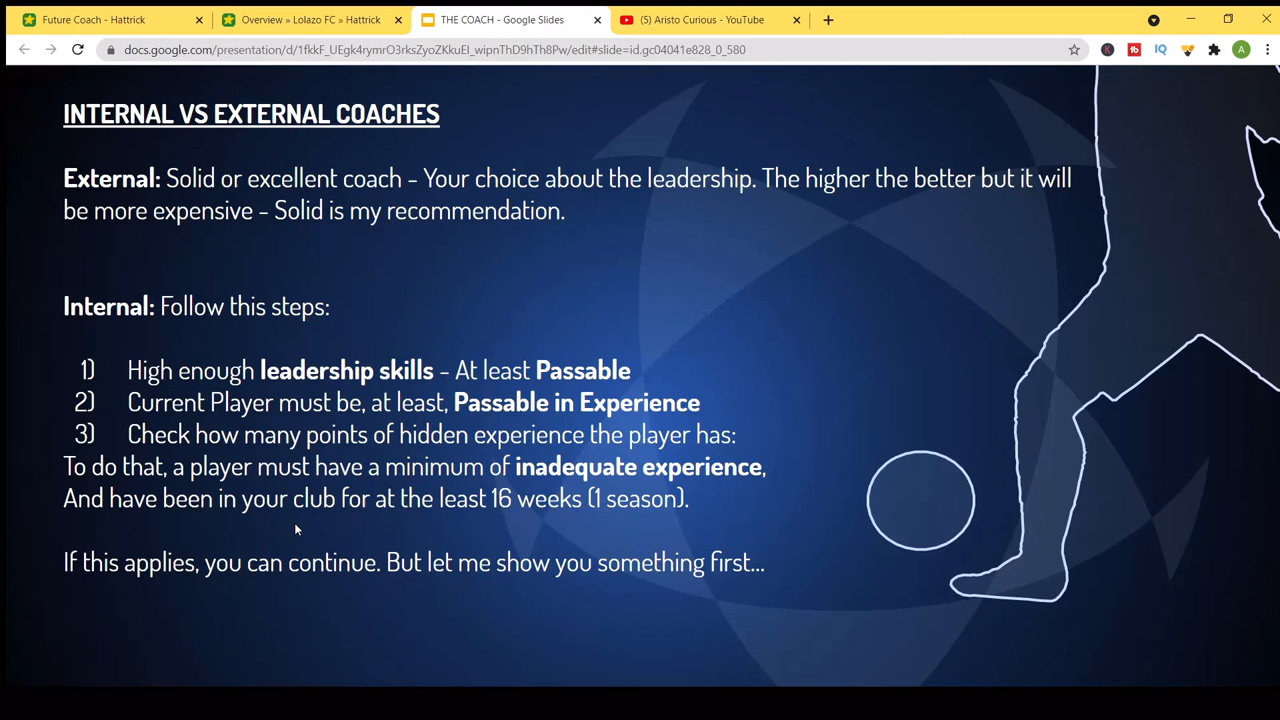 Future Coach - Hattrick
Overview » Lolazo FC » Hattrick
THE COACH - Google Slides
(5) Aristo Curious - YouTube
docs.google.com/presentation/d/1fkkF_UEgk4rymrO3rksZyoZKkuEI_wipnThD9hTh8Pw/edit#slide=id.gc04041e828_0_580
INTERNAL VS EXTERNAL COACHES
External: Solid or excellent coach - Your choice about the leadership. The higher the better but it will
be more expensive - Solid is my recommendation.
Internal: Follow this steps:
1) High enough leadership skills - At least Passable
2) Current Player must be, at least, Passable in Experience
3) Check how many points of hidden experience the player has:
To do that, a player must have a minimum of inadequate experience,
And have been in your club for at the least 16 weeks (1 season).
If this applies, you can continue. But let me show you something first...